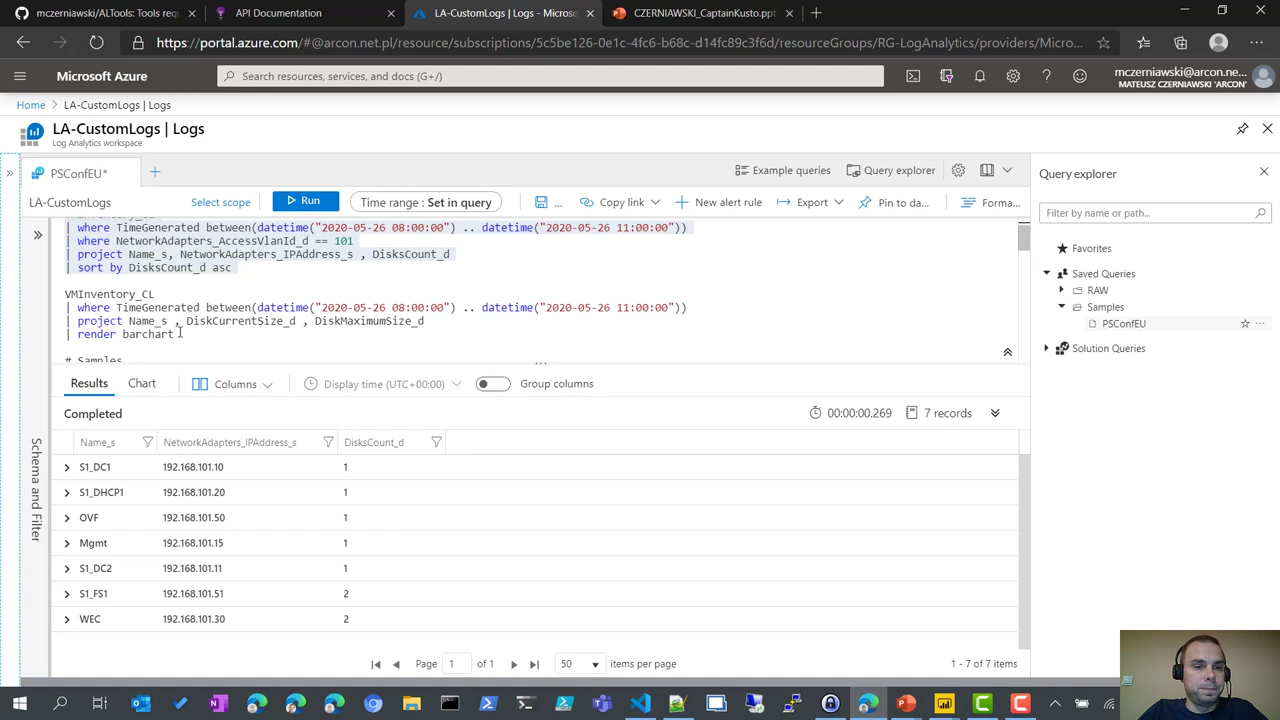 mczerniawski/ALTools: Tools requ
API Documentation
LA-CustomLogs | Logs - Microso
CZERNIAWSKI_CaptainKusto.ppt
https://portal.azure.com/#@arcon.net.pl/resource/subscriptions/5c5be126-0e1c-4fc6-b68c-d14fc89c3f6d/resourceGroups/RG-LogAnalytics/providers/Micro...
Microsoft Azure
Search resources, services, and docs (G+/)
mczerniawski@arcon.ne...
MATEUSZ CZERNIAWSKI 'ARCON'
Home
LA-CustomLogs | Logs
LA-CustomLogs | Logs
Log Analytics workspace
PSConfEU*
Example queries
Query explorer
LA-CustomLogs
Select scope
Run
Time range : Set in query
...
Copy link
New alert rule
Export
Pin to da...
Forma...
Query explorer
Filter by name or path...
Favorites
Saved Queries
RAW
Samples
PSConfEU
...
Solution Queries
Schema and Filter
| where TimeGenerated between(datetime("2020-05-26 08:00:00") .. datetime("2020-05-26 11:00:00"))
| where NetworkAdapters_AccessVlanId_d == 101
| project Name_s, NetworkAdapters_IPAddress_s , DisksCount_d
| sort by DisksCount_d asc
VMInventory_CL
| where TimeGenerated between(datetime("2020-05-26 08:00:00") .. datetime("2020-05-26 11:00:00"))
| project Name_s , DiskCurrentSize_d , DiskMaximumSize_d
| render barchart
# Samples
Results
Chart
Columns
Display time (UTC+00:00)
Group columns
Completed
00:00:00.269
7 records
Name_s NetworkAdapters_IPAddress_s DisksCount_d
S1_DC1 192.168.101.10 1
S1_DHCP1 192.168.101.20 1
OVF 192.168.101.50 1
Mgmt 192.168.101.15 1
S1_DC2 192.168.101.11 1
S1_FS1 192.168.101.51 2
WEC 192.168.101.30 2
Page 1 of 1
50 items per page
1 - 7 of 7 items